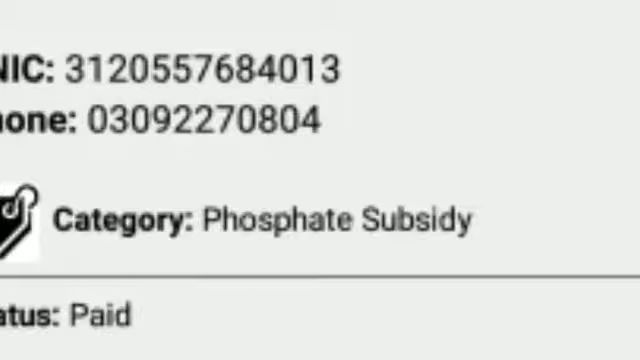 NIC: 3120557684013
hone: 03092270804
Category: Phosphate Subsidy
atus: Paid